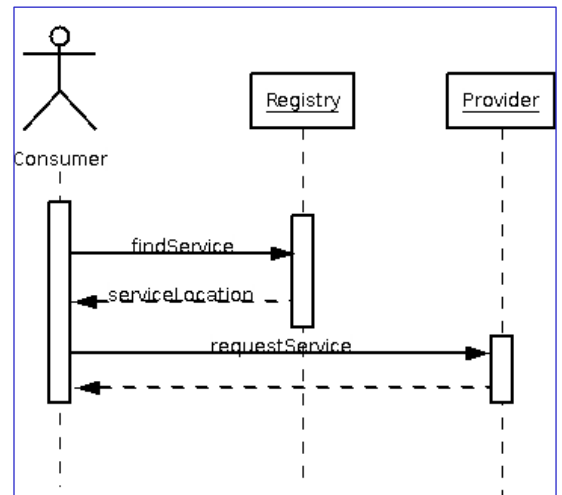 Registry
Provider
Consumer
findService
serviceLocation
requestService